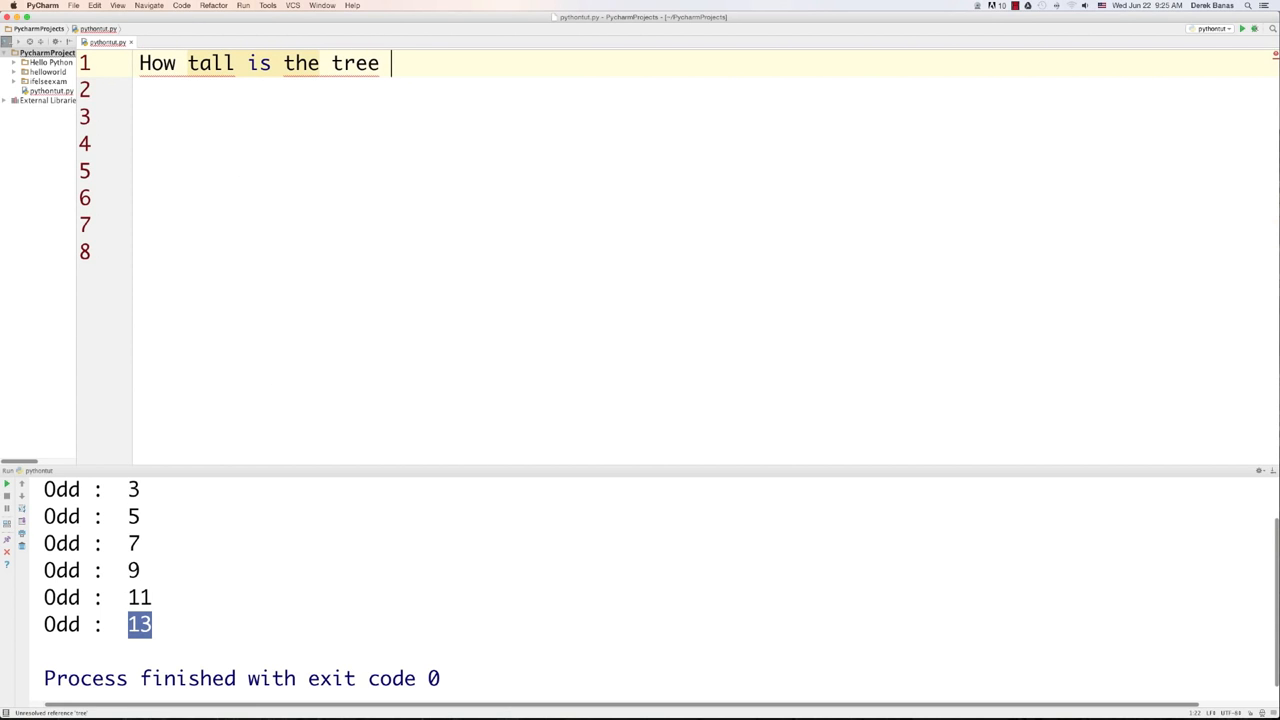 PyCharm File Edit View Navigate Code Refactor Run Tools VCS Window Help 10 Wed Jun 22 9:25 AM Derek Banas
pythontut.py - PycharmProjects - [~/PycharmProjects]
PycharmProjects pythontut.py pythontut
pythontut.py
PycharmProject
Hello Python
helloworld
ifelseexam
pythontut.py
External Librarie
1 How tall is the tree
2
3
4
5
6
7
8
Run pythontut
Odd : 3
Odd : 5
Odd : 7
Odd : 9
Odd : 11
Odd : 13
Process finished with exit code 0
Unresolved reference 'tree' 1:22 LF÷ UTF-8÷